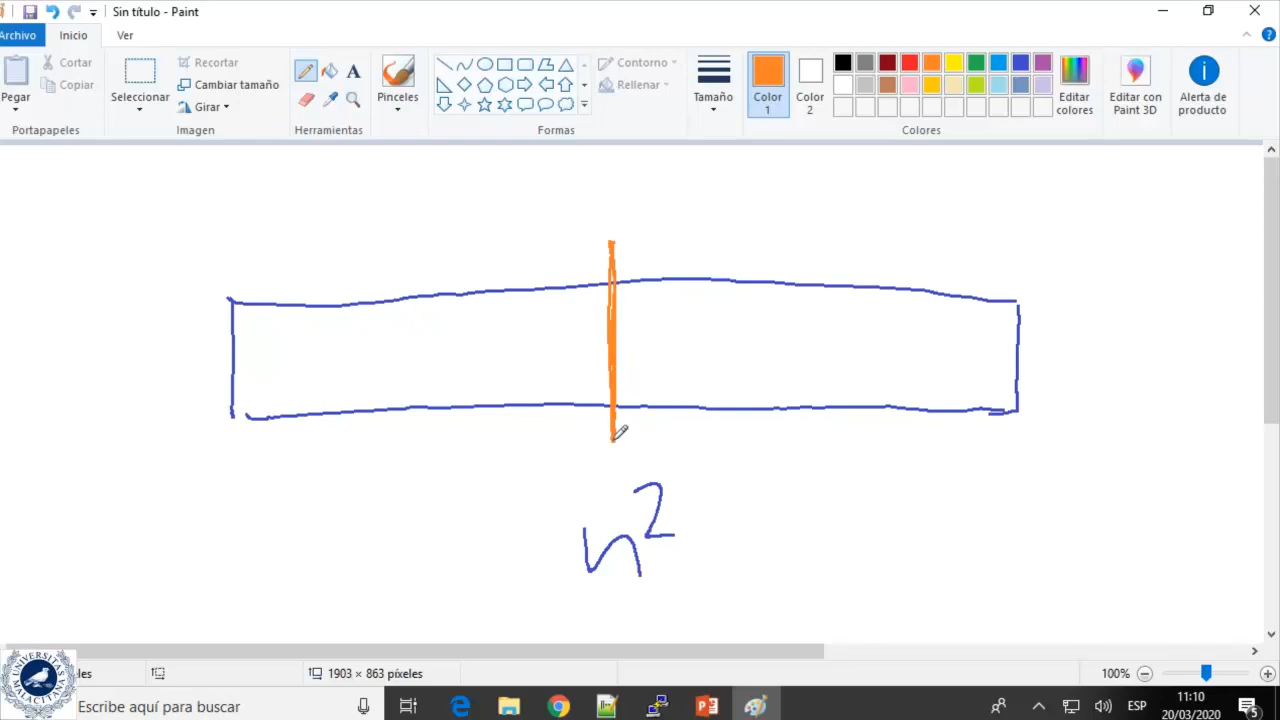 Sin título - Paint
Archivo Inicio Ver
Pegar
Cortar
Copiar
Portapapeles
Seleccionar
Recortar
Cambiar tamaño
Girar
Imagen
A
Herramientas
Pinceles
Contorno
Rellenar
Formas
Tamaño
Color 1
Color 2
Editar colores
Colores
Editar con Paint 3D
Alerta de producto
n²
1903 × 863 píxeles
100%
Escribe aquí para buscar
ESP
11:10
20/03/2020
5